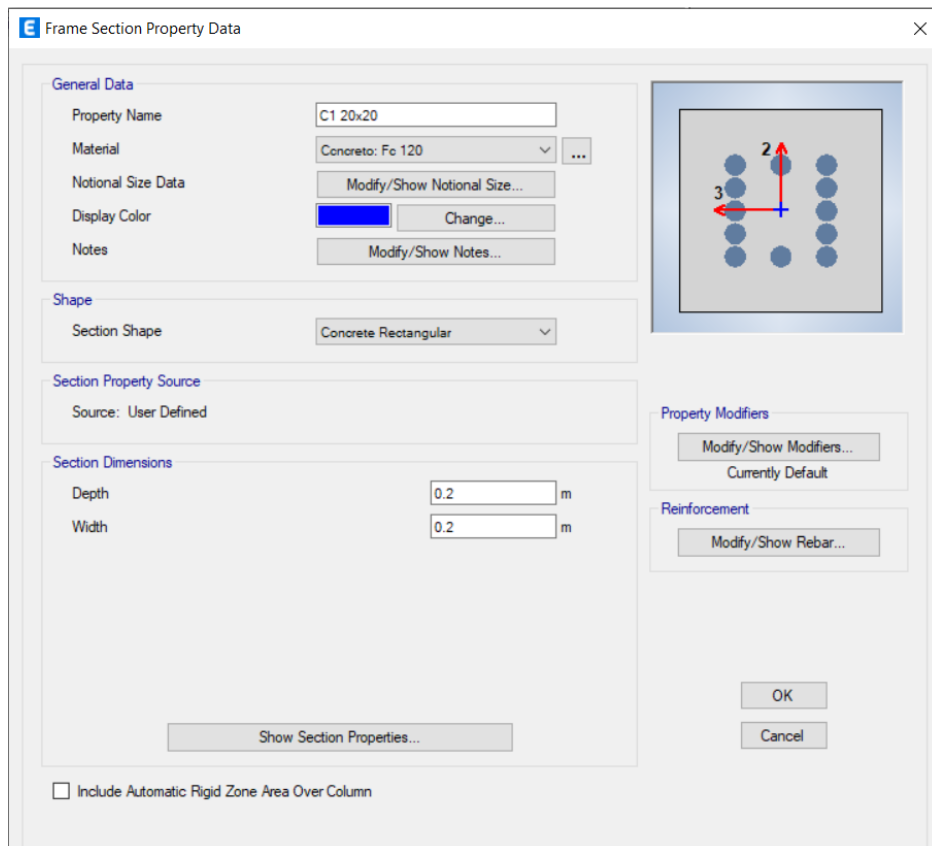 E Frame Section Property Data
General Data
Property Name C1 20x20
Material Concreto: Fc 120 ...
Notional Size Data Modify/Show Notional Size...
Display Color Change...
Notes Modify/Show Notes...
2
3
Shape
Section Shape Concrete Rectangular
Section Property Source
Source: User Defined
Property Modifiers
Modify/Show Modifiers...
Currently Default
Section Dimensions
Depth 0.2 m
Width 0.2 m
Reinforcement
Modify/Show Rebar...
OK
Show Section Properties...
Cancel
Include Automatic Rigid Zone Area Over Column